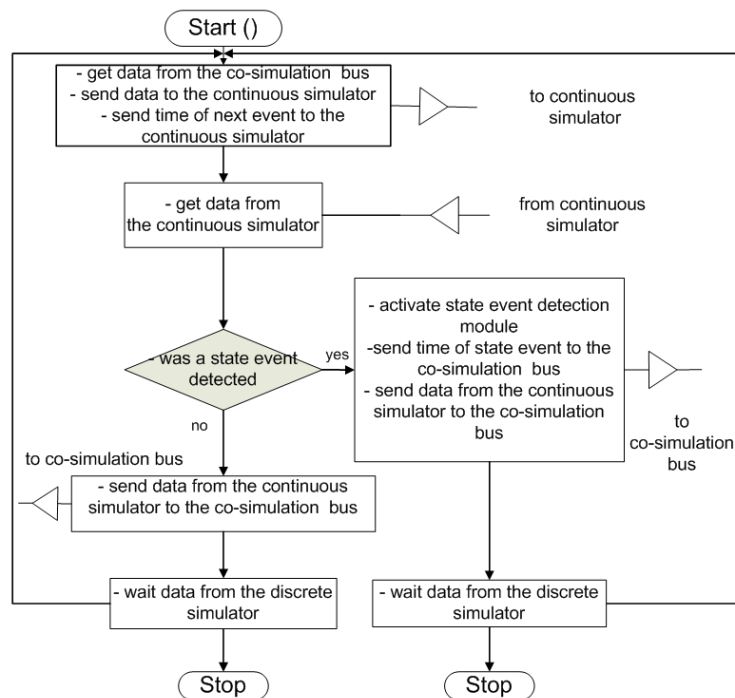 Start ()
- get data from the co-simulation bus
- send data to the continuous simulator
- send time of next event to the
continuous simulator
to continuous
simulator
- get data from
the continuous simulator
from continuous
simulator
- was a state event
detected
yes
- activate state event detection
module
-send time of state event to the
co-simulation bus
- send data from the continuous
simulator to the co-simulation
bus
to
co-simulation
bus
no
to co-simulation bus
- send data from the continuous
simulator to the co-simulation bus
- wait data from the discrete
simulator
- wait data from the discrete
simulator
Stop
Stop